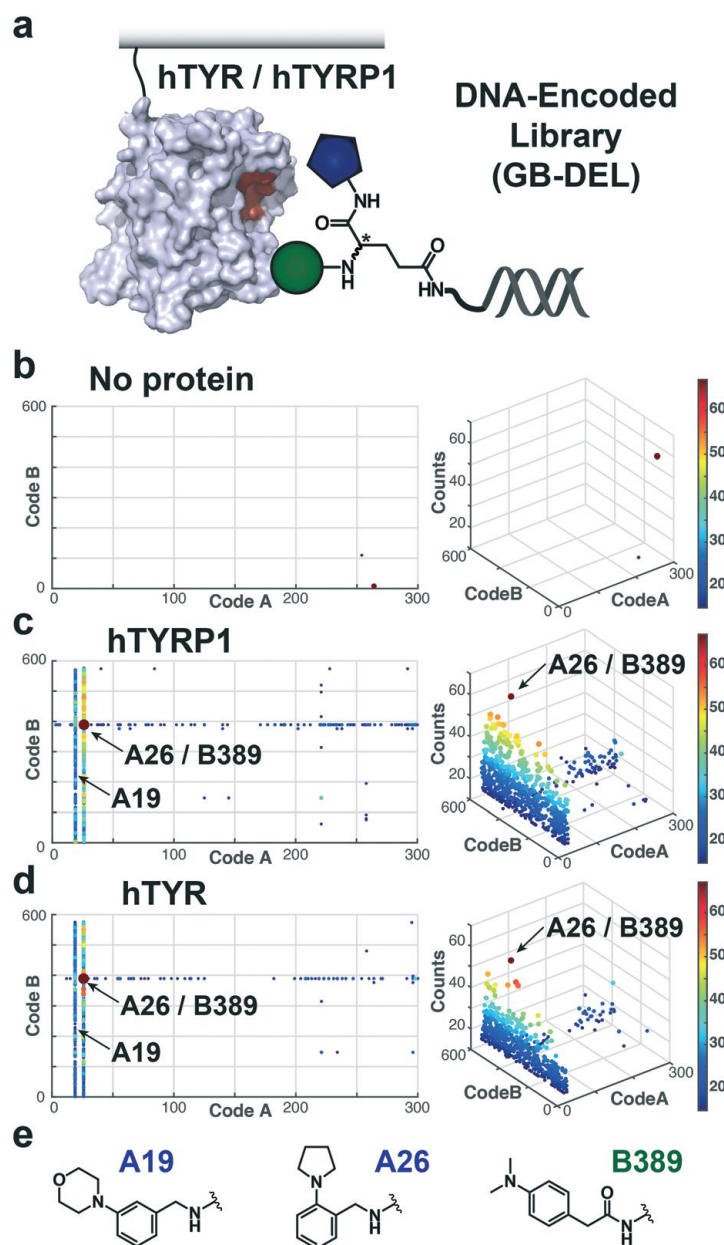 a
hTYR / hTYRP1
DNA-Encoded
Library
(GB-DEL)
NH
O
*
O
N
H
HN
b
No protein
600
Code B
0
0
100
200
300
Code A
60
40
20
Counts
600
CodeB
0
0
CodeA
300
60
50
40
30
20
c
hTYRP1
600
Code B
0
A26 / B389
A19
0
100
200
300
Code A
A26 / B389
60
40
20
Counts
600
CodeB
0
0
CodeA
300
60
50
40
30
20
d
hTYR
600
Code B
0
A26 / B389
A19
0
100
200
300
Code A
A26 / B389
60
40
20
Counts
600
CodeB
0
0
CodeA
300
60
50
40
30
20
e
A19
O
N
N
H
A26
N
N
H
B389
N
O
N
H